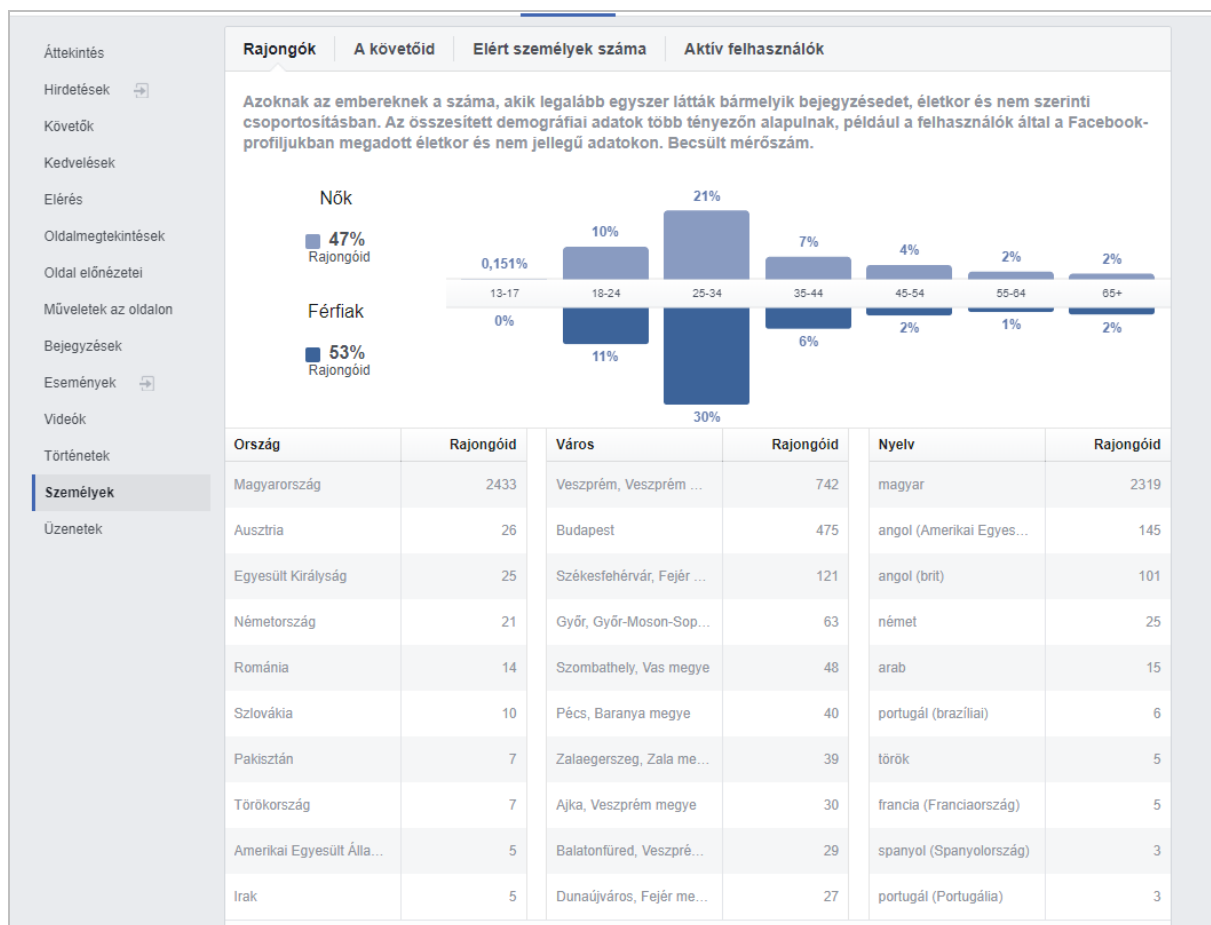 Áttekintés
Hirdetések
Követők
Kedvelések
Elérés
Oldalmegtekintések
Oldal előnézetei
Műveletek az oldalon
Bejegyzések
Események
Videók
Történetek
Személyek
Üzenetek
Rajongók A követőid Elért személyek száma Aktív felhasználók
Azoknak az embereknek a száma, akik legalább egyszer látták bármelyik bejegyzésedet, életkor és nem szerinti
csoportosításban. Az összesített demográfiai adatok több tényezőn alapulnak, például a felhasználók által a Facebook-
profiljukban megadott életkor és nem jellegű adatokon. Becsült mérőszám.
Nők
47%
Rajongóid
0,151% 10% 21% 7% 4% 2% 2%
13-17 18-24 25-34 35-44 45-54 55-64 65+
Férfiak
53%
Rajongóid
0% 11% 30% 6% 2% 1% 2%
Ország Rajongóid Város Rajongóid Nyelv Rajongóid
Magyarország 2433 Veszprém, Veszprém ... 742 magyar 2319
Ausztria 26 Budapest 475 angol (Amerikai Egyes... 145
Egyesült Királyság 25 Székesfehérvár, Fejér ... 121 angol (brit) 101
Németország 21 Győr, Győr-Moson-Sop... 63 német 25
Románia 14 Szombathely, Vas megye 48 arab 15
Szlovákia 10 Pécs, Baranya megye 40 portugál (brazíliai) 6
Pakisztán 7 Zalaegerszeg, Zala me... 39 török 5
Törökország 7 Ajka, Veszprém megye 30 francia (Franciaország) 5
Amerikai Egyesült Álla... 5 Balatonfüred, Veszpré... 29 spanyol (Spanyolország) 3
Irak 5 Dunaújváros, Fejér me... 27 portugál (Portugália) 3